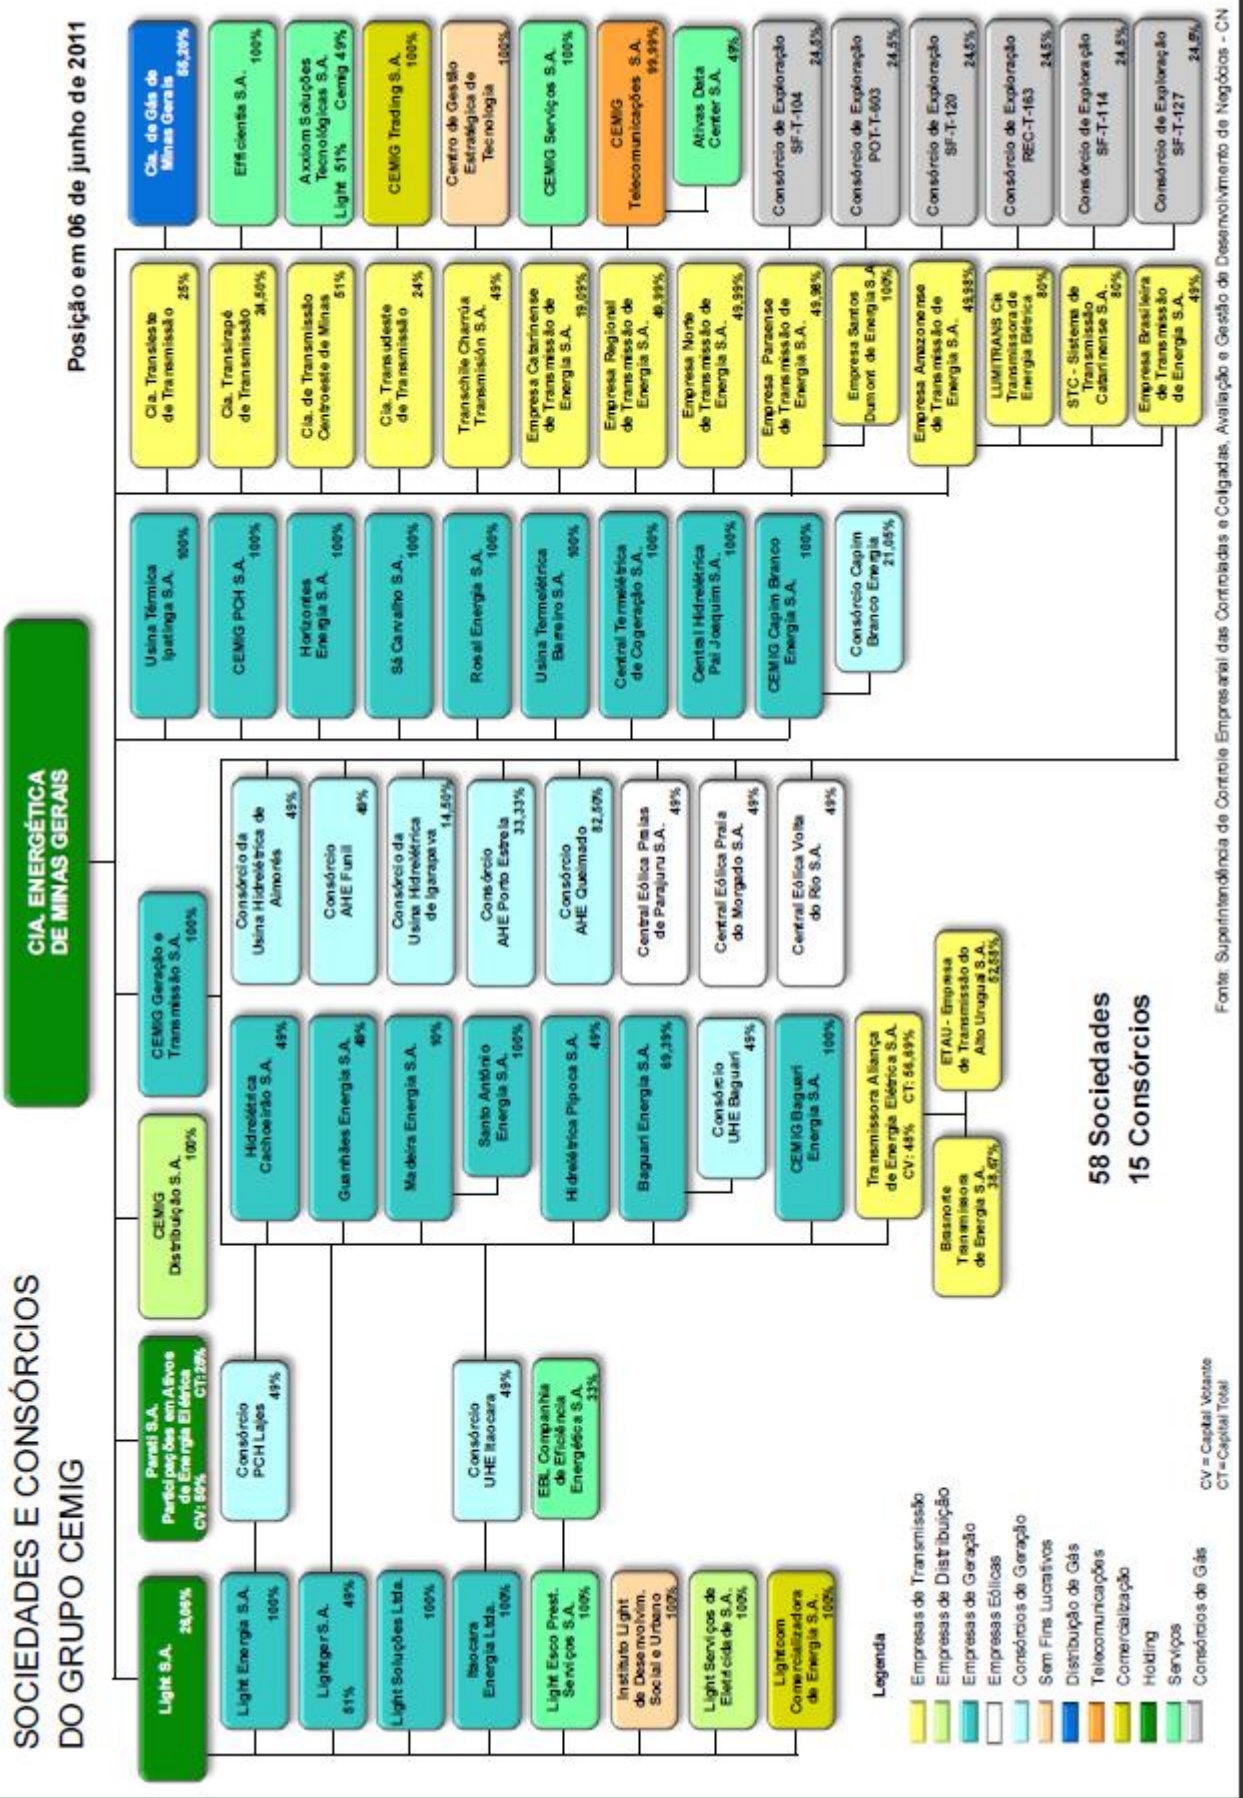 SOCIEDADES E CONSÓRCIOS
DO GRUPO CEMIG
Posição em 06 de junho de 2011
CIA. ENERGÉTICA
DE MINAS GERAIS
Light S.A.
26,06%
Parati S.A.
Participações em Ativos
de Energia Elétrica
CV: 50% CT: 25%
CEMIG
Distribuição S.A.
100%
CEMIG Geração e
Transmissão S.A.
100%
Light Energia S.A.
100%
Lightger S.A.
51% 49%
Light Soluções Ltda.
100%
Itaocara
Energia Ltda.
100%
Light Esco Prest.
Serviços S.A.
100%
Instituto Light
de Desenvolvim.
Social e Urbano
100%
Light Serviços de
Eletricidade S.A.
100%
Lightcom
Comercializadora
de Energia S.A.
100%
Consórcio
PCH Lajes
49%
Consórcio
UHE Itaocara
49%
EBL Companhia
de Eficiência
Energética S.A.
33%
Hidrelétrica
Cachoeirão S.A.
49%
Guanhães Energia S.A.
49%
Madeira Energia S.A.
10%
Santo Antônio
Energia S.A.
100%
Hidrelétrica Pipoca S.A.
49%
Baguari Energia S.A.
69,39%
Consórcio
UHE Baguari
49%
CEMIG Baguari
Energia S.A.
100%
Transmissora Aliança
de Energia Elétrica S.A.
CV: 48% CT: 56,69%
Brasnorte
Transmissora
de Energia S.A.
38,67%
ETAU - Empresa
de Transmissão do
Alto Uruguai S.A.
Consórcio da
Usina Hidrelétrica de
Aimorés
49%
Consórcio
AHE Funil
49%
Consórcio da
Usina Hidrelétrica
de Igarapava
14,50%
Consórcio
AHE Porto Estrela
33,33%
Consórcio
AHE Queimado
82,50%
Central Eólica Praias
de Parajuru S.A.
49%
Central Eólica Praia
do Morgado S.A.
49%
Central Eólica Volta
do Rio S.A.
49%
Usina Térmica
Ipatinga S.A.
100%
CEMIG PCH S.A.
100%
Horizontes
Energia S.A.
100%
Sá Carvalho S.A.
100%
Rosal Energia S.A.
100%
Usina Termelétrica
Barreiro S.A.
100%
Central Termelétrica
de Cogeração S.A.
100%
Central Hidrelétrica
Pai Joaquim S.A.
100%
CEMIG Capim Branco
Energia S.A.
100%
Consórcio Capim
Branco Energia
21,05%
Cia. Transleste
de Transmissão
25%
Cia. Transirapé
de Transmissão
24,50%
Cia. de Transmissão
Centroeste de Minas
51%
Cia. Transudeste
de Transmissão
24%
Transchile Charrúa
Transmisión S.A.
49%
Empresa Catarinense
de Transmissão de
Energia S.A.
19,09%
Empresa Regional
de Transmissão de
Energia S.A.
49,99%
Empresa Norte
de Transmissão de
Energia S.A.
49,99%
Empresa Paraense
de Transmissão de
Energia S.A.
49,98%
Empresa Santos
Dumont de Energia S.A
100%
Empresa Amazonense
de Transmissão de
Energia S.A.
49,98%
LUMITRANS Cia
Transmissora de
Energia Elétrica
80%
STC - Sistema de
Transmissão
Catarinense S.A.
80%
Empresa Brasileira
de Transmissão
de Energia S.A.
49%
Cia. de Gás de
Minas Gerais
55,20%
Efficientia S.A.
100%
Axxiom Soluções
Tecnológicas S.A.
Light 51% Cemig 49%
CEMIG Trading S.A.
100%
Centro de Gestão
Estratégica de
Tecnologia
100%
CEMIG Serviços S.A.
100%
CEMIG
Telecomunicações S.A.
99,99%
Ativas Data
Center S.A.
49%
Consórcio de Exploração
SF-T-104
24,5%
Consórcio de Exploração
POT-T-603
24,5%
Consórcio de Exploração
SF-T-120
24,5%
Consórcio de Exploração
REC-T-163
24,5%
Consórcio de Exploração
SF-T-114
24,5%
Consórcio de Exploração
SF-T-127
24,5%
58 Sociedades
15 Consórcios
Legenda
Empresas de Transmissão
Empresas de Distribuição
Empresas de Geração
Empresas Eólicas
Consórcios de Geração
Sem Fins Lucrativos
Distribuição de Gás
Telecomunicações
Comercialização
Holding
Serviços
Consórcios de Gás
CV = Capital Votante
CT=Capital Total
Fonte: Superintendência de Controle Empresarial das Controladas e Coligadas, Avaliação e Gestão de Desenvolvimento de Negócios - CN